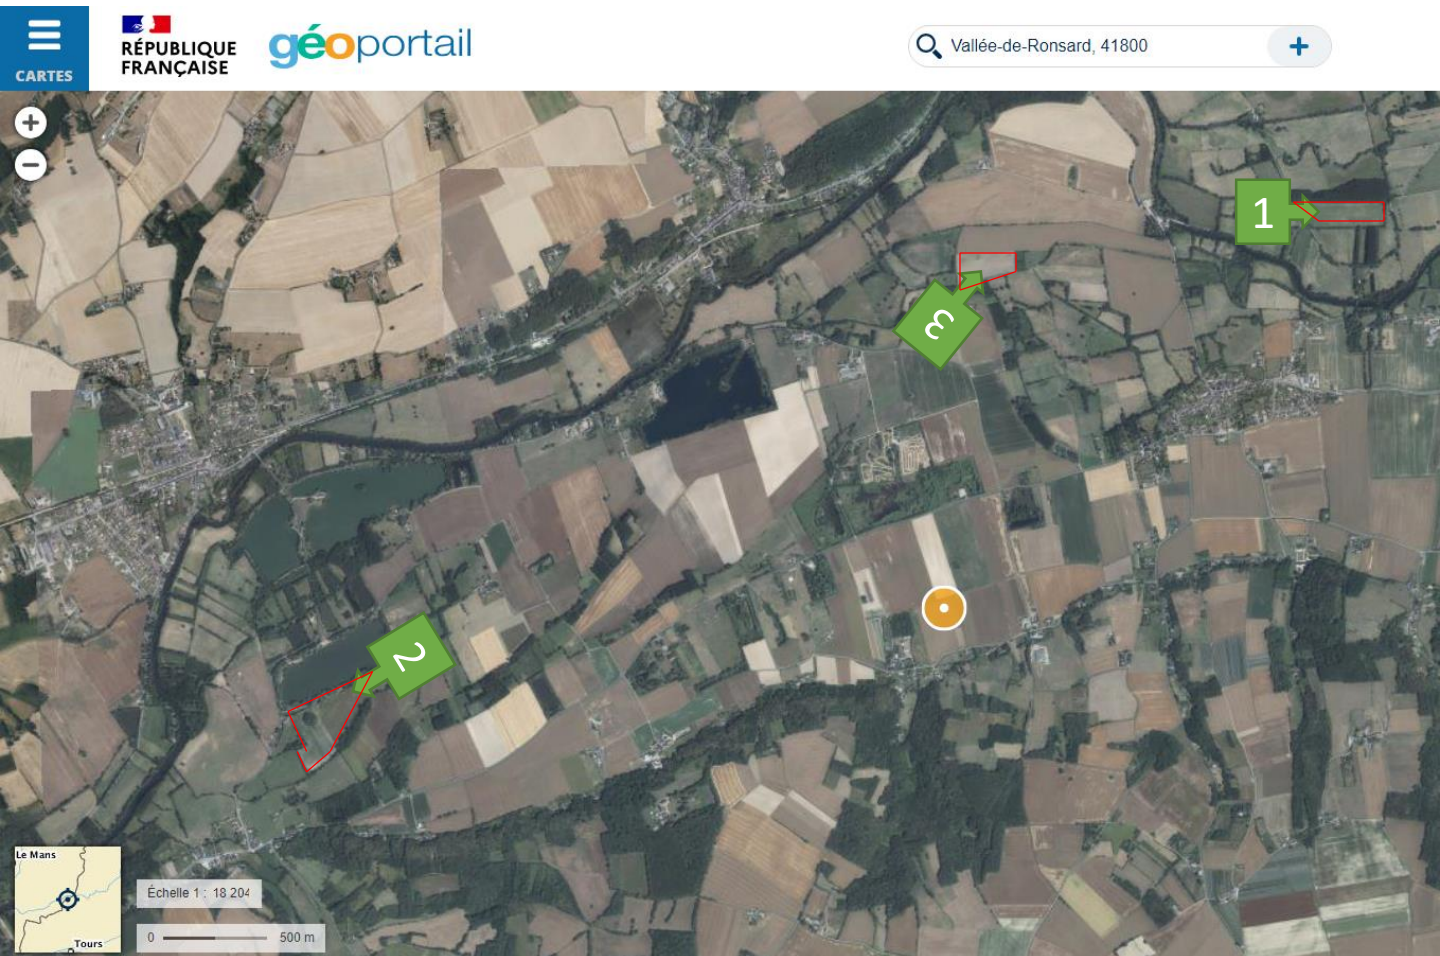 CARTES
RÉPUBLIQUE
FRANÇAISE
géoportail
Vallée-de-Ronsard, 41800
1
3
2
Le Mans
Tours
Échelle 1 : 18 204
0 500 m